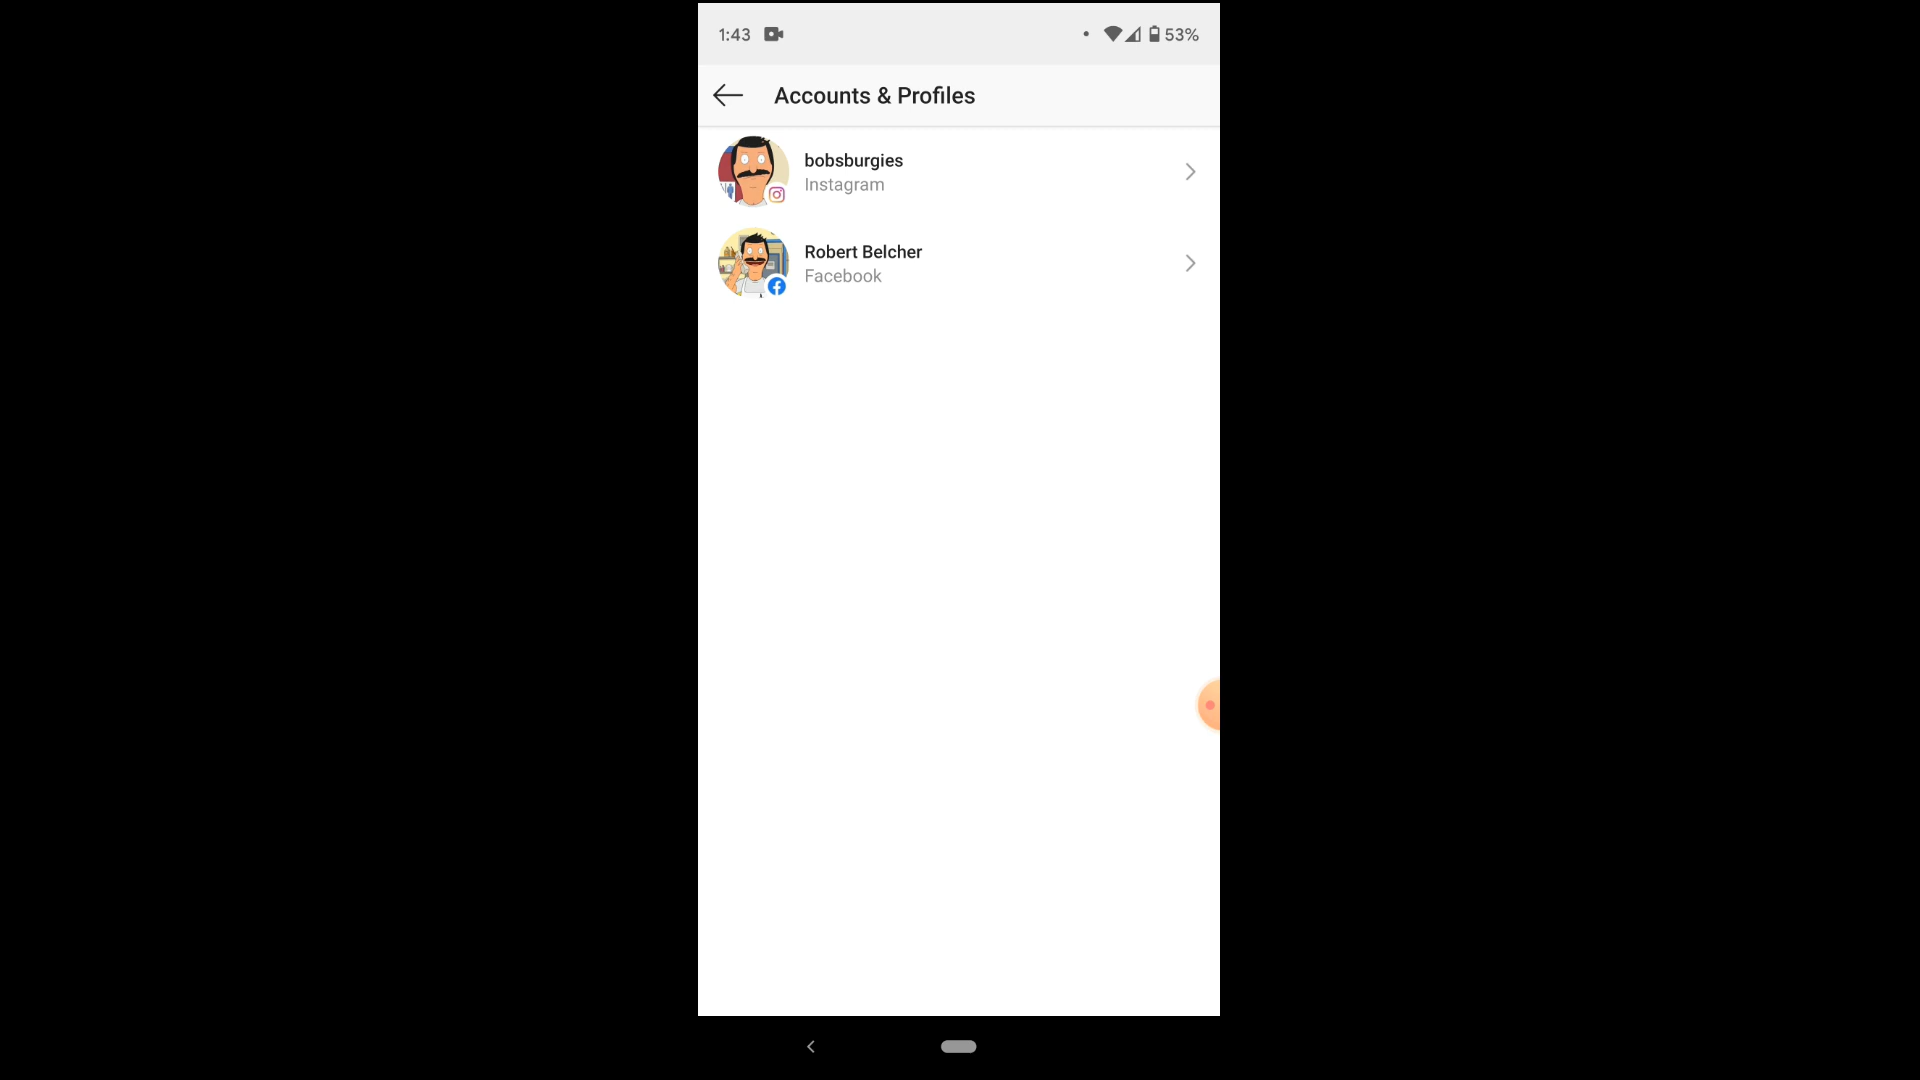 1:43
53%
Accounts & Profiles
bobsburgies
Instagram
Robert Belcher
Facebook